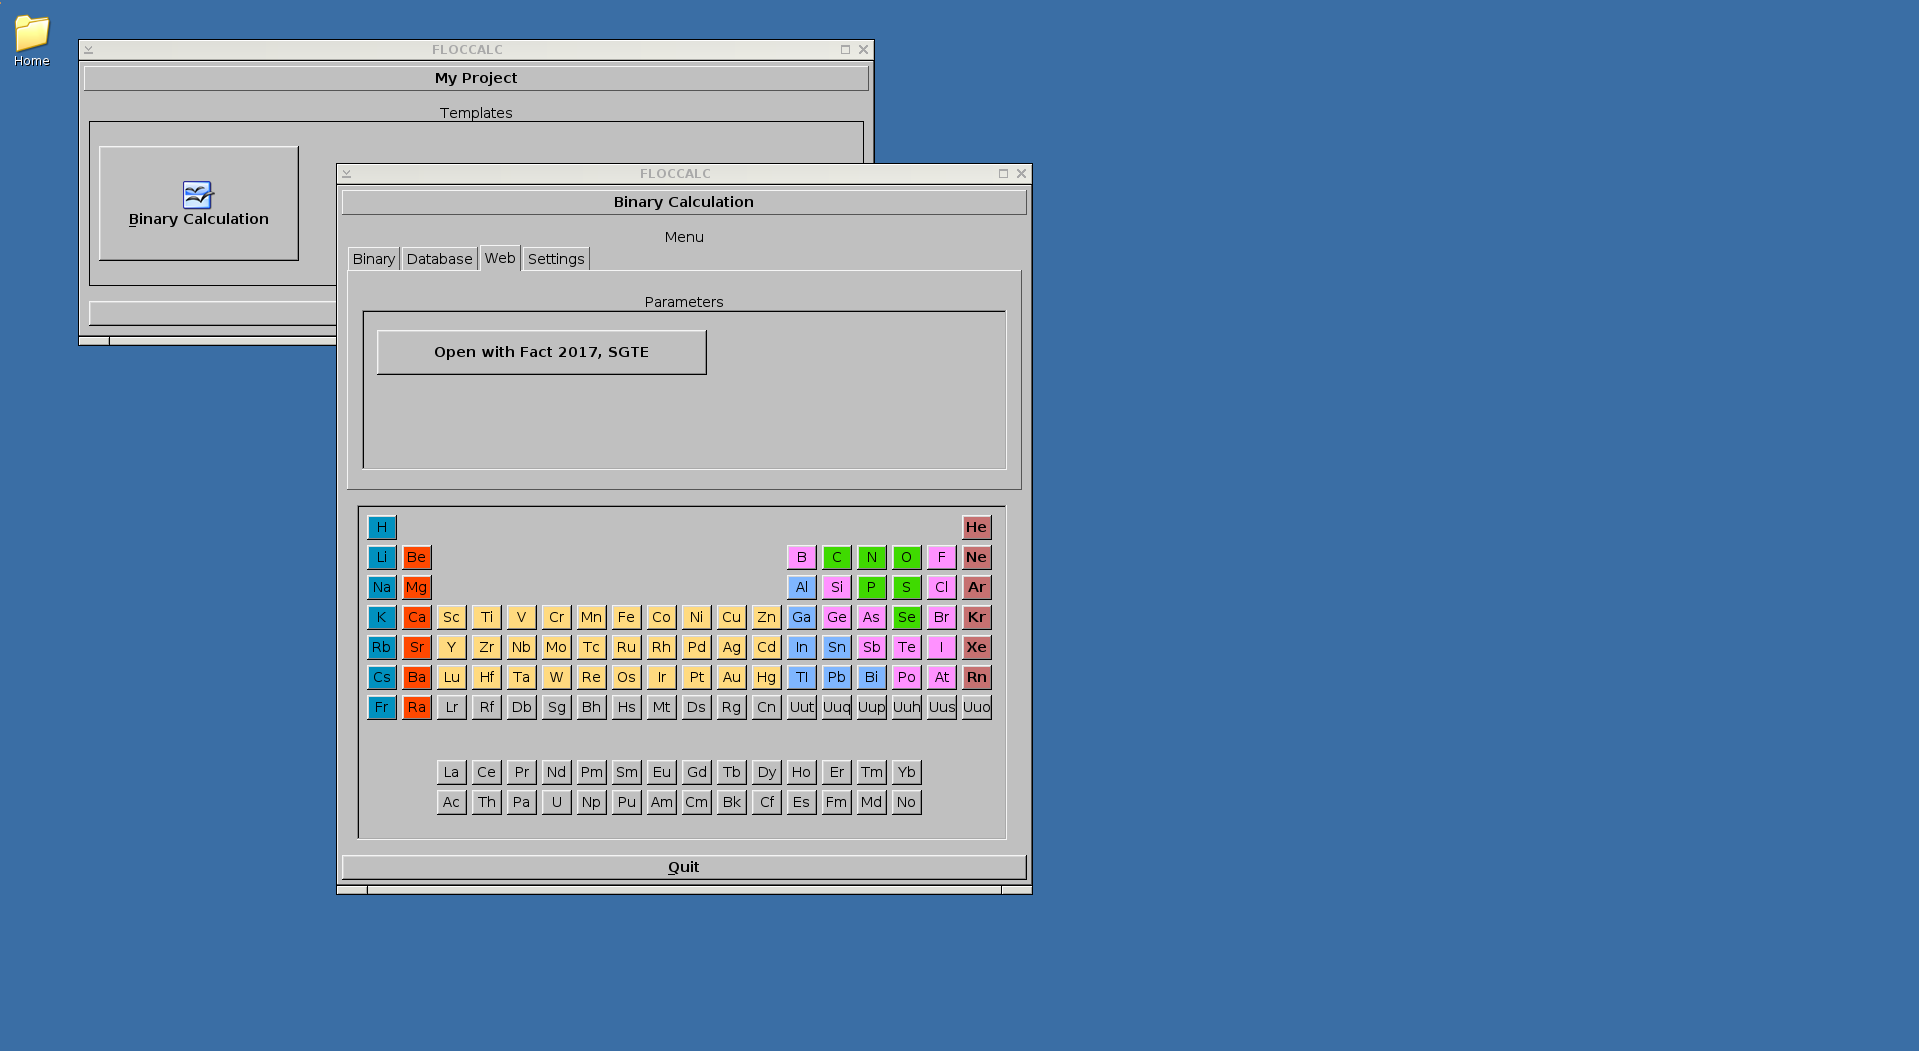 Home
FLOCCALC
My Project
Templates
Binary Calculation
FLOCCALC
Binary Calculation
Menu
Binary Database Web Settings
Parameters
Open with Fact 2017, SGTE
H He
Li Be B C N O F Ne
Na Mg Al Si P S Cl Ar
K Ca Sc Ti V Cr Mn Fe Co Ni Cu Zn Ga Ge As Se Br Kr
Rb Sr Y Zr Nb Mo Tc Ru Rh Pd Ag Cd In Sn Sb Te I Xe
Cs Ba Lu Hf Ta W Re Os Ir Pt Au Hg Tl Pb Bi Po At Rn
Fr Ra Lr Rf Db Sg Bh Hs Mt Ds Rg Cn Uut Uuq Uup Uuh Uus Uuo
La Ce Pr Nd Pm Sm Eu Gd Tb Dy Ho Er Tm Yb
Ac Th Pa U Np Pu Am Cm Bk Cf Es Fm Md No
Quit